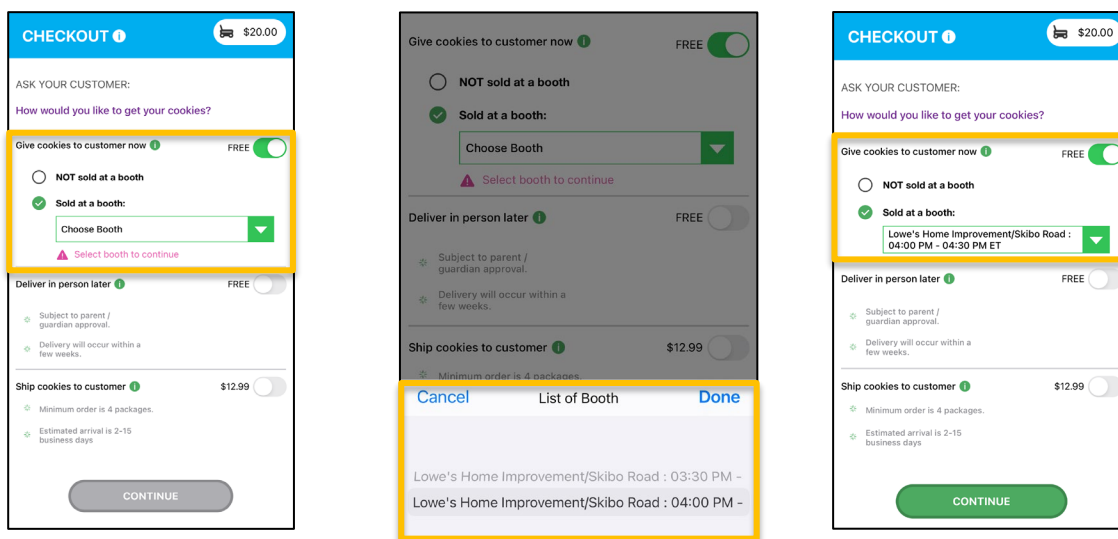 CHECKOUT
$20.00
ASK YOUR CUSTOMER:
How would you like to get your cookies?
Give cookies to customer now
FREE
NOT sold at a booth
Sold at a booth:
Choose Booth
Select booth to continue
Deliver in person later
FREE
Subject to parent /
guardian approval.
Delivery will occur within a
few weeks.
Ship cookies to customer
$12.99
Minimum order is 4 packages.
Estimated arrival is 2-15
business days
CONTINUE
Give cookies to customer now
FREE
NOT sold at a booth
Sold at a booth:
Choose Booth
Select booth to continue
Deliver in person later
FREE
Subject to parent /
guardian approval.
Delivery will occur within a
few weeks.
Ship cookies to customer
$12.99
Minimum order is 4 packages.
Cancel
List of Booth
Done
Lowe's Home Improvement/Skibo Road : 03:30 PM -
Lowe's Home Improvement/Skibo Road : 04:00 PM -
CHECKOUT
$20.00
ASK YOUR CUSTOMER:
How would you like to get your cookies?
Give cookies to customer now
FREE
NOT sold at a booth
Sold at a booth:
Lowe's Home Improvement/Skibo Road :
04:00 PM - 04:30 PM ET
Deliver in person later
FREE
Subject to parent /
guardian approval.
Delivery will occur within a
few weeks.
Ship cookies to customer
$12.99
Minimum order is 4 packages.
Estimated arrival is 2-15
business days
CONTINUE